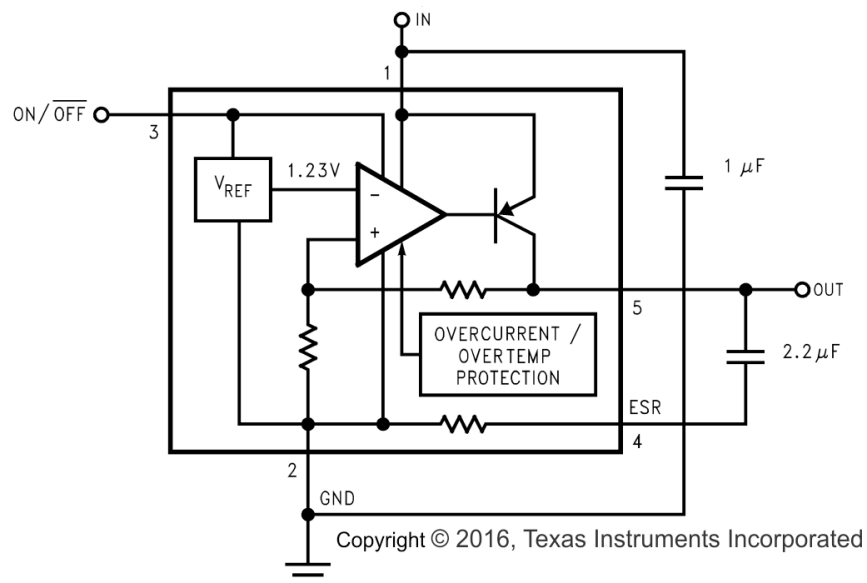 IN
1
ON/OFF
3
1.23V
VREF
−
+
1 μF
OUT
5
2.2μF
OVERCURRENT /
OVERTEMP
PROTECTION
ESR
4
2
GND
Copyright © 2016, Texas Instruments Incorporated